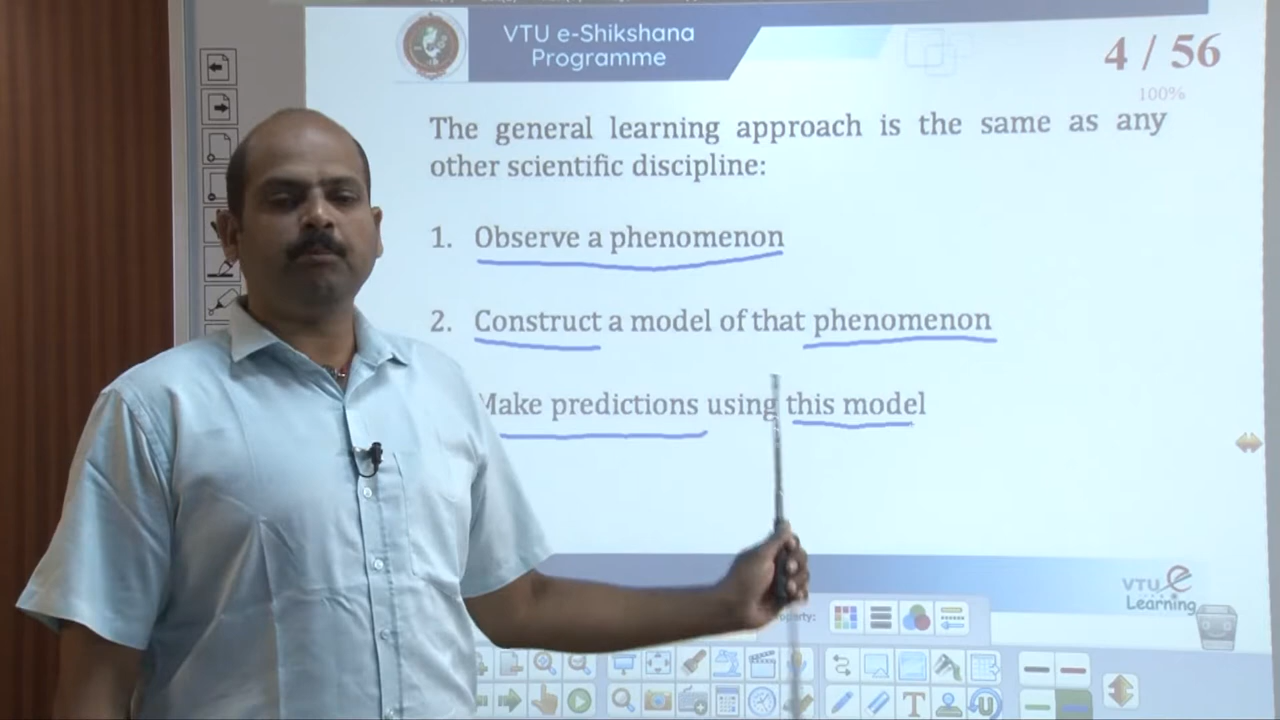 VTU e-Shikshana
Programme
4 / 56
100%
The general learning approach is the same as any
other scientific discipline:
1. Observe a phenomenon
2. Construct a model of that phenomenon
Make predictions using this model
VTU e
Learning